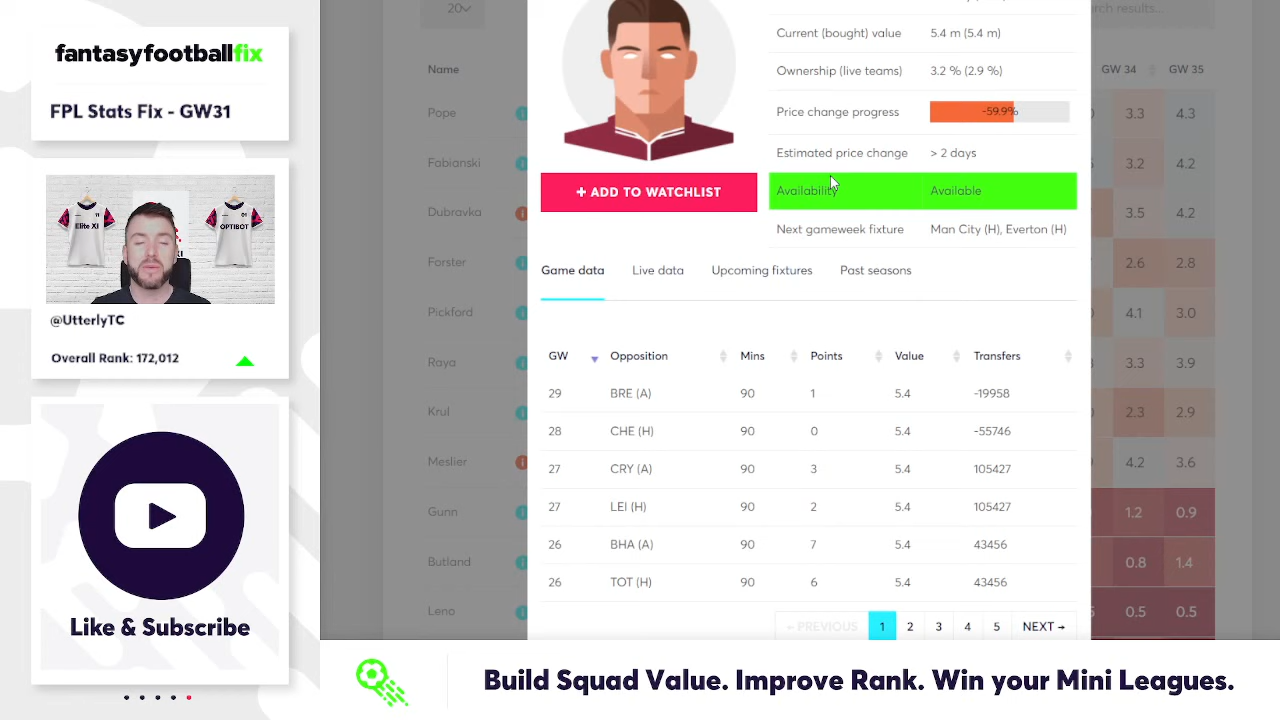 fantasyfootballfix
FPL Stats Fix - GW31
Elite XI
11
OPTIBOT
01
@UtterlyTC
Overall Rank: 172,012
Like & Subscribe
20
search results...
Name
GW 34 GW 35
Pope 3.3 4.3
Fabianski 3.2 4.2
Dubravka 3.5 4.2
Forster 2.6 2.8
Pickford 4.1 3.0
Raya 3.3 3.9
Krul 2.3 2.9
Meslier 4.2 3.6
Gunn 1.2 0.9
Butland 0.8 1.4
Leno 0.5 0.5
Current (bought) value 5.4 m (5.4 m)
Ownership (live teams) 3.2 % (2.9 %)
Price change progress -59.9%
Estimated price change > 2 days
+ ADD TO WATCHLIST
Availability Available
Next gameweek fixture Man City (H), Everton (H)
Game data Live data Upcoming fixtures Past seasons
GW Opposition Mins Points Value Transfers
29 BRE (A) 90 1 5.4 -19958
28 CHE (H) 90 0 5.4 -55746
27 CRY (A) 90 3 5.4 105427
27 LEI (H) 90 2 5.4 105427
26 BHA (A) 90 7 5.4 43456
26 TOT (H) 90 6 5.4 43456
← PREVIOUS 1 2 3 4 5 NEXT →
Build Squad Value. Improve Rank. Win your Mini Leagues.